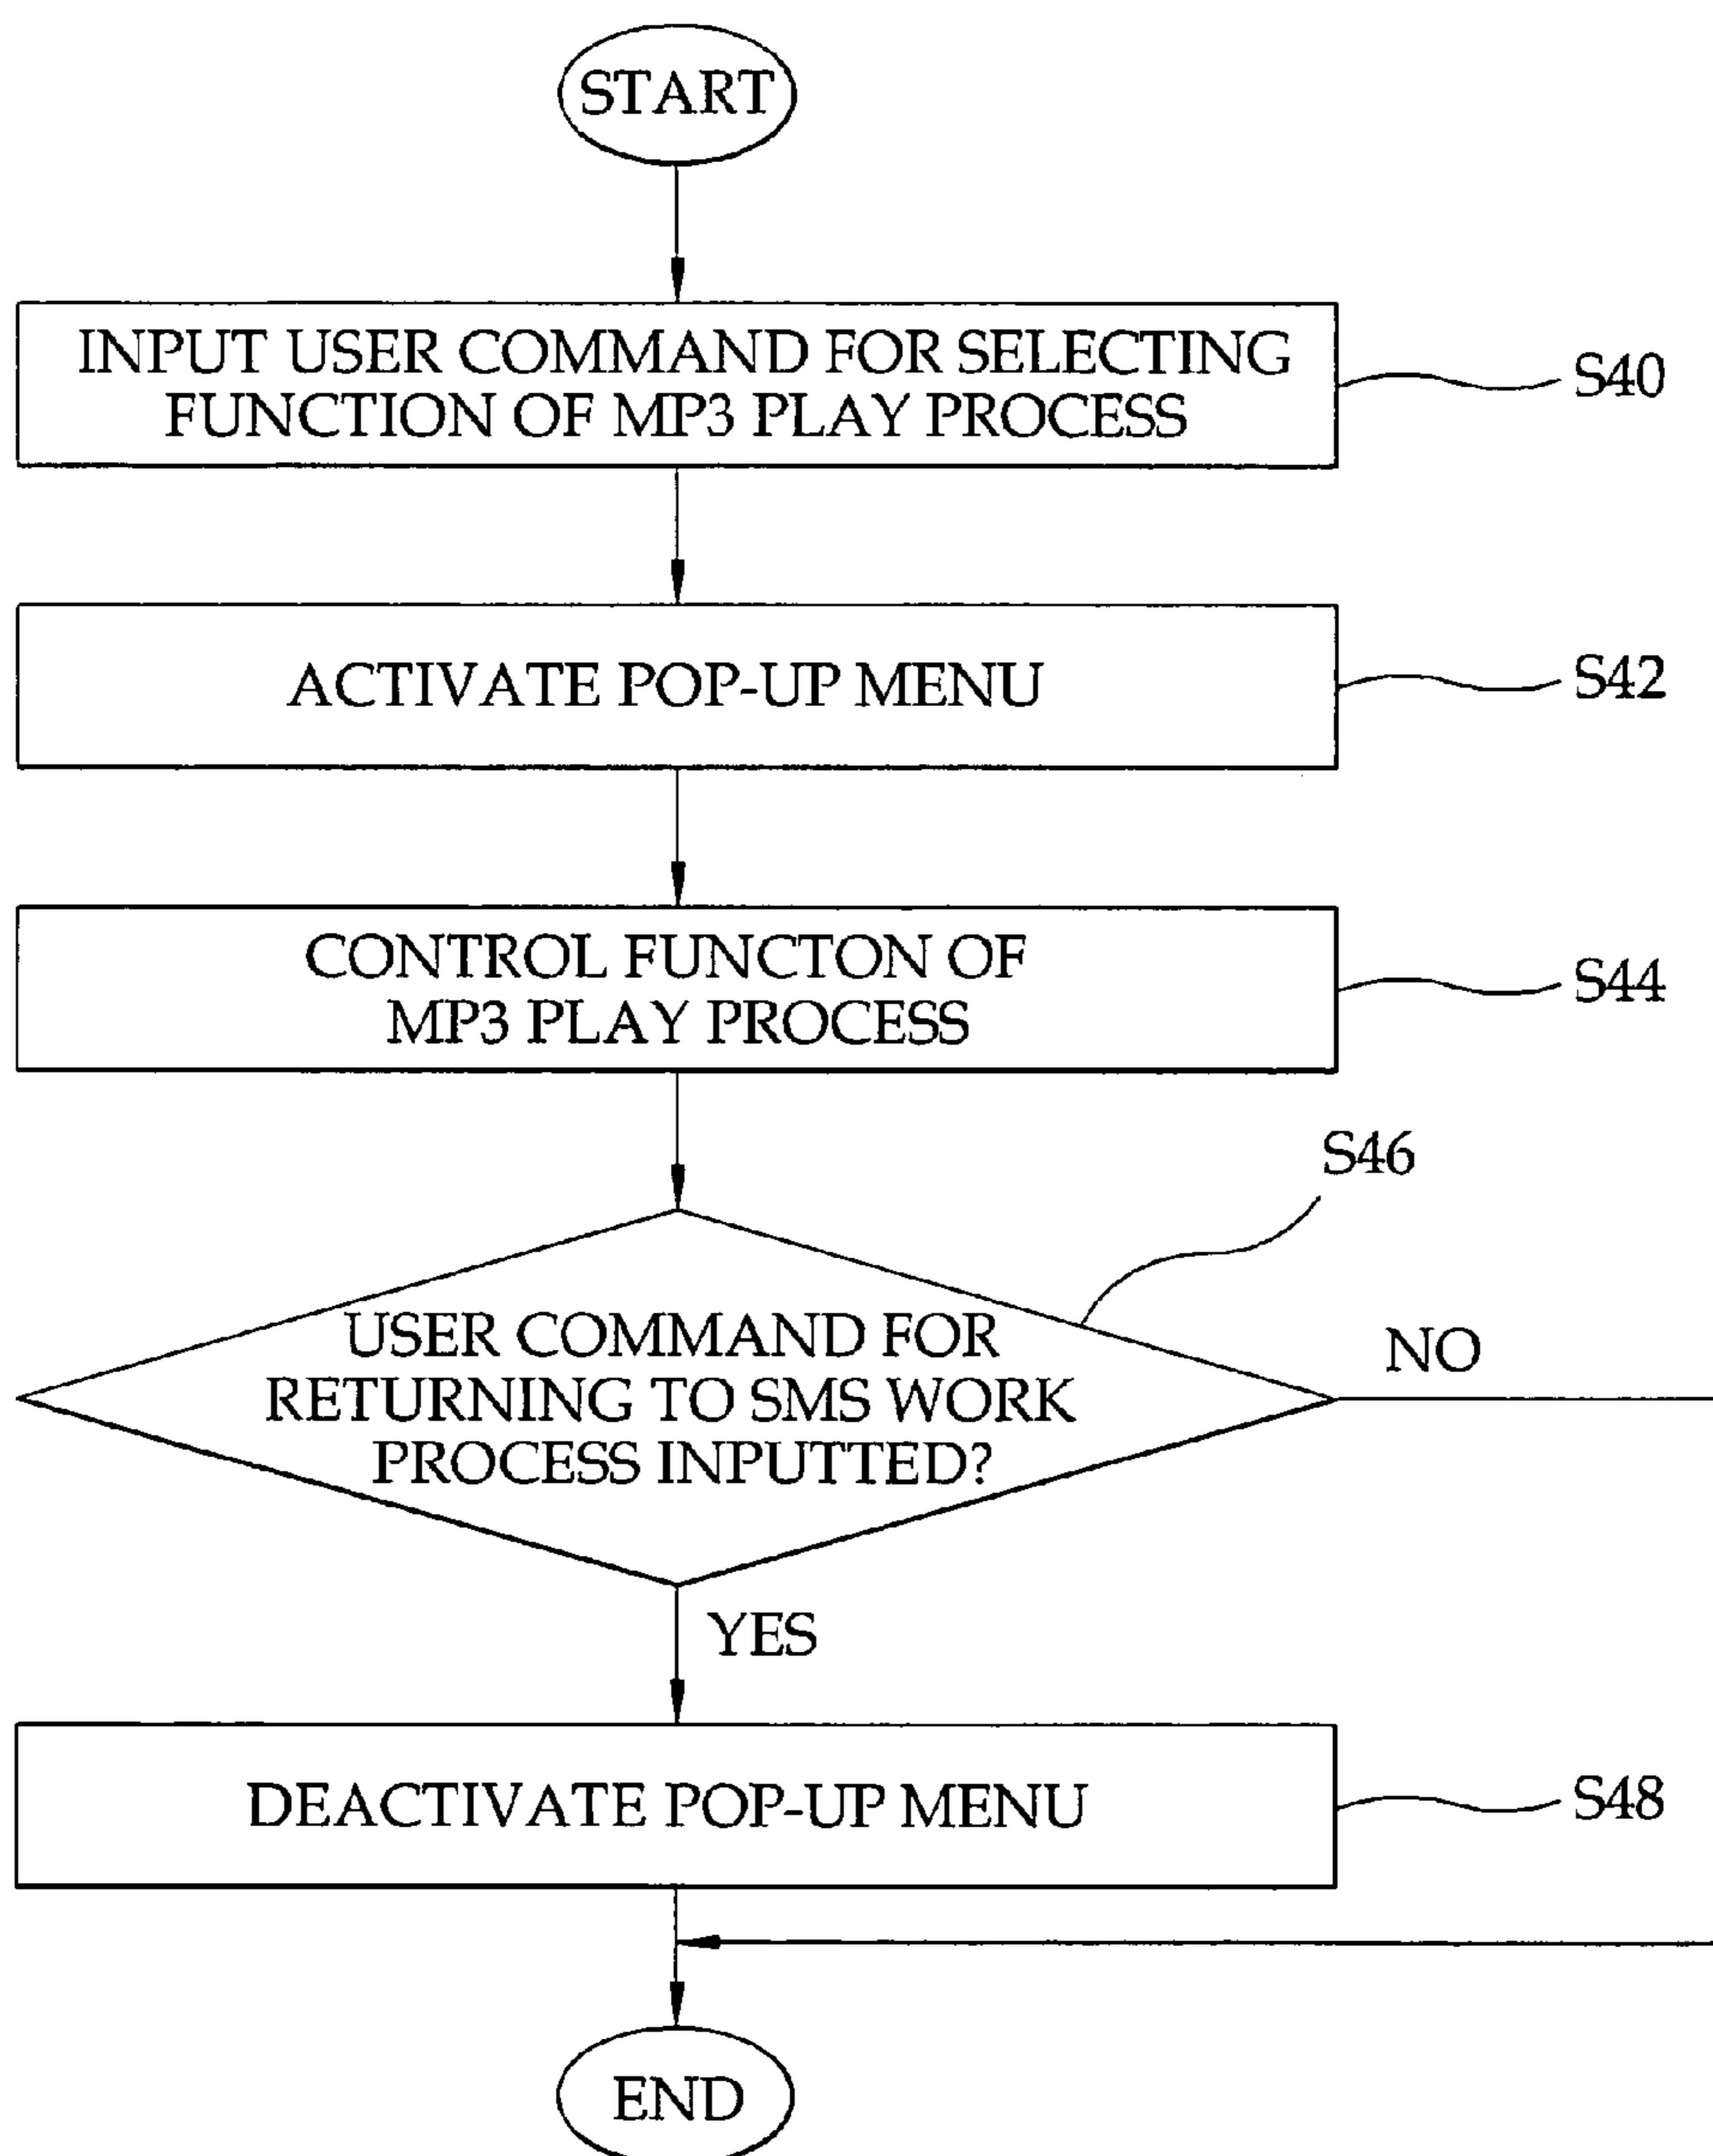 START
INPUT USER COMMAND FOR SELECTING
FUNCTION OF MP3 PLAY PROCESS
S40
ACTIVATE POP-UP MENU
S42
CONTROL FUNCTON OF
MP3 PLAY PROCESS
S44
S46
USER COMMAND FOR
RETURNING TO SMS WORK
PROCESS INPUTTED?
NO
YES
DEACTIVATE POP-UP MENU
S48
END